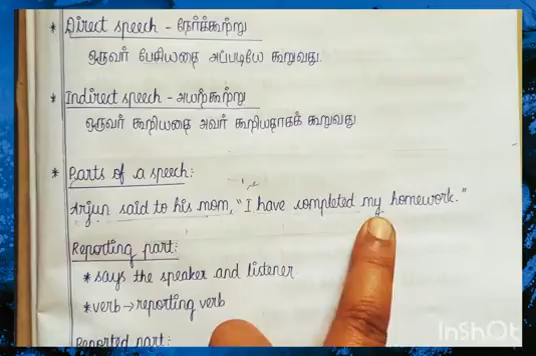 * Direct speech - நேர்க்கூற்று
ஒருவர் பேசியதை அப்படியே கூறுவது.
* Indirect speech - அயற்கூற்று
ஒருவர் கூறியதை அவர் கூறியதாகக் கூறுவது
* Parts of a speech:
Arjun said to his mom, "I have completed my homework."
Reporting part:
* says the speaker and listener
* verb → reporting verb
Reported part:
InShOt